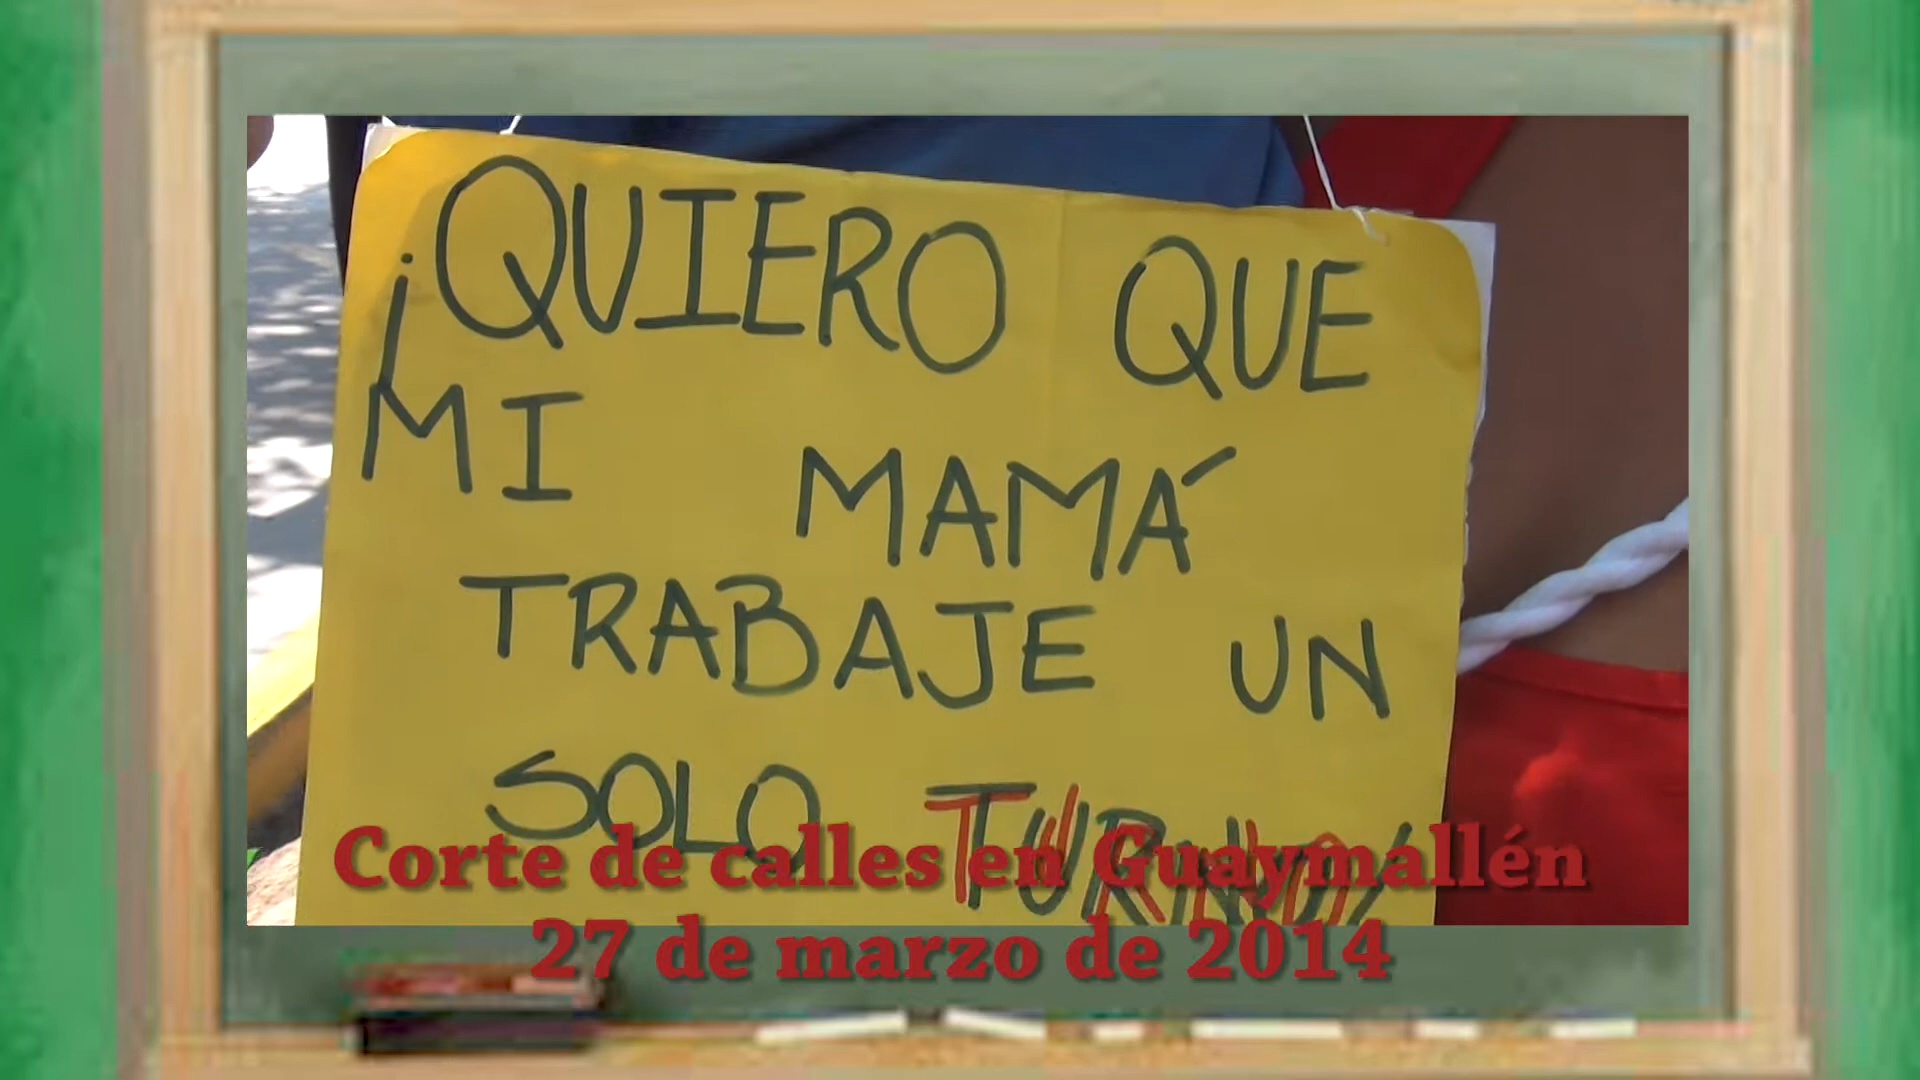 ¡QUIERO QUE
MI MAMÁ
TRABAJE UN
SOLO TURNO!
Corte de calles en Guaymallén
27 de marzo de 2014